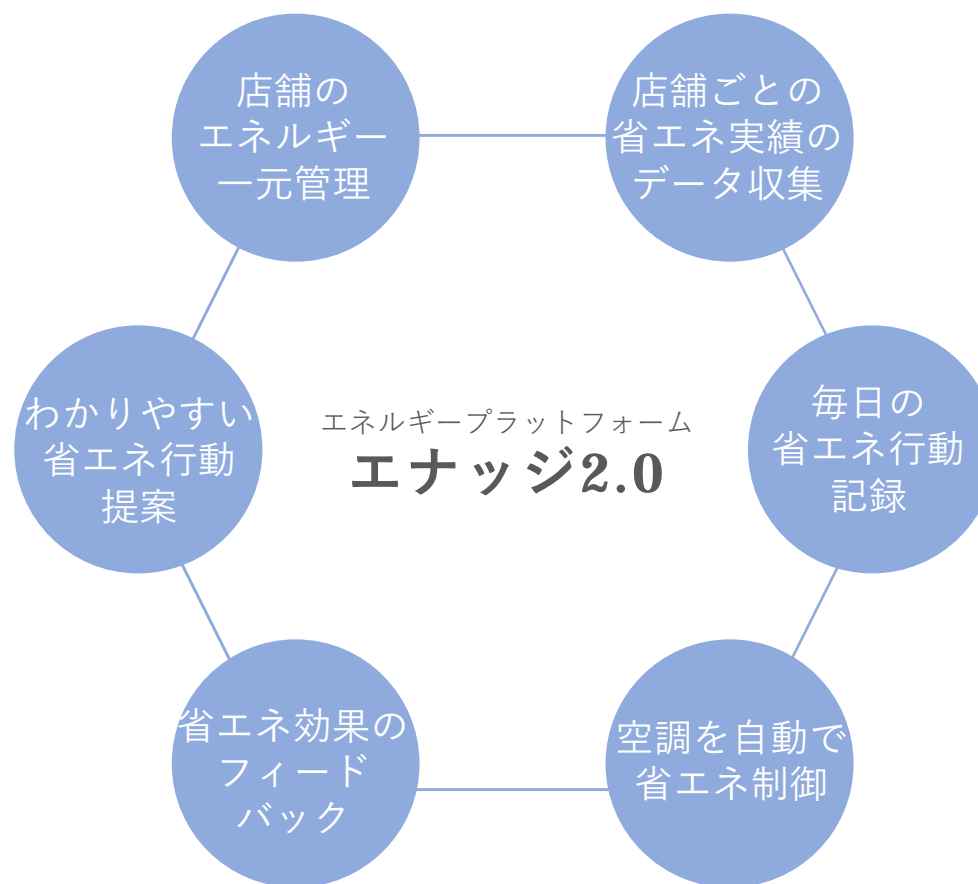 店舗の
エネルギー
一元管理
店舗ごとの
省エネ実績の
データ収集
わかりやすい
省エネ行動
提案
エネルギープラットフォーム
エナッジ2.0
毎日の
省エネ行動
記録
省エネ効果の
フィード
バック
空調を自動で
省エネ制御